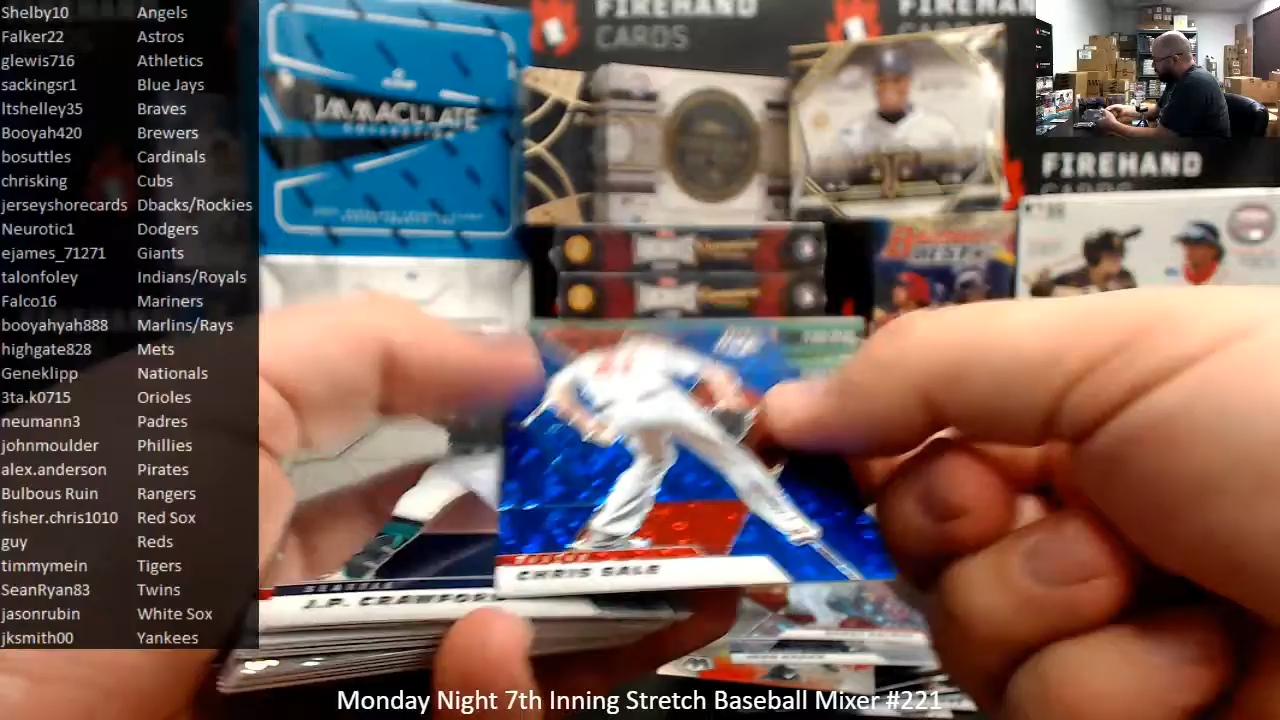 Shelby10 Angels
Falker22 Astros
glewis716 Athletics
sackingsr1 Blue Jays
ltshelley35 Braves
Booyah420 Brewers
bosuttles Cardinals
chrisking Cubs
jerseyshorecards Dbacks/Rockies
Neurotic1 Dodgers
ejames_71271 Giants
talonfoley Indians/Royals
Falco16 Mariners
booyahyah888 Marlins/Rays
highgate828 Mets
Geneklipp Nationals
3ta.k0715 Orioles
neumann3 Padres
johnmoulder Phillies
alex.anderson Pirates
Bulbous Ruin Rangers
fisher.chris1010 Red Sox
guy Reds
timmymein Tigers
SeanRyan83 Twins
jasonrubin White Sox
jksmith00 Yankees
FIREHAND
CARDS
FIREHAND
IMMACULATE
COLLECTION
FIREHAND
BEST
CHRIS SALE
SEATTLE
J.P. CRAWFOR
Monday Night 7th Inning Stretch Baseball Mixer #221